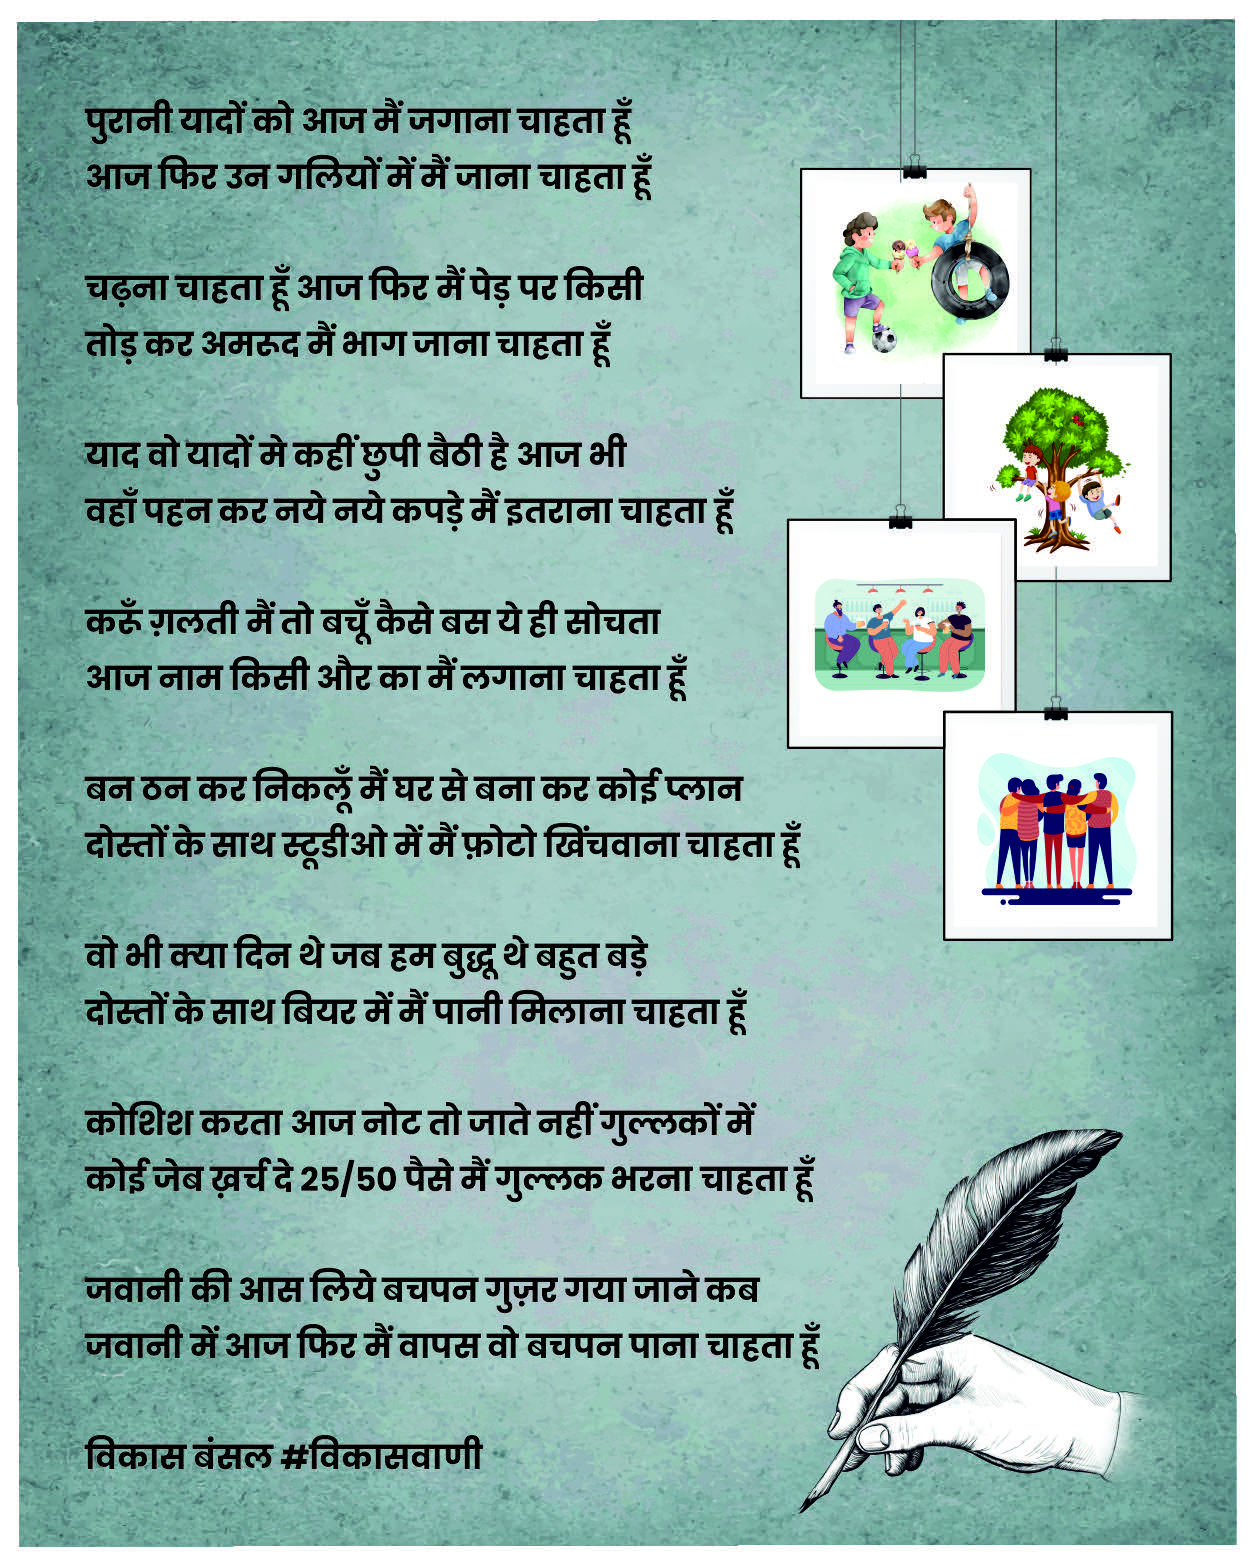 पुरानी यादों को आज मैं जगाना चाहता हूँ
आज फिर उन गलियों में मैं जाना चाहता हूँ
चढ़ना चाहता हूँ आज फिर मैं पेड़ पर किसी
तोड़ कर अमरूद मैं भाग जाना चाहता हूँ
याद वो यादों मे कहीं छुपी बैठी है आज भी
वहाँ पहन कर नये नये कपड़े मैं इतराना चाहता हूँ
करूँ ग़लती मैं तो बचूँ कैसे बस ये ही सोचता
आज नाम किसी और का मैं लगाना चाहता हूँ
बन ठन कर निकलूँ मैं घर से बना कर कोई प्लान
दोस्तों के साथ स्टूडीओ में मैं फ़ोटो खिंचवाना चाहता हूँ
वो भी क्या दिन थे जब हम बुद्धू थे बहुत बड़े
दोस्तों के साथ बियर में मैं पानी मिलाना चाहता हूँ
कोशिश करता आज नोट तो जाते नहीं गुल्लकों में
कोई जेब ख़र्च दे 25/50 पैसे मैं गुल्लक भरना चाहता हूँ
जवानी की आस लिये बचपन गुज़र गया जाने कब
जवानी में आज फिर मैं वापस वो बचपन पाना चाहता हूँ
विकास बंसल #विकासवाणी